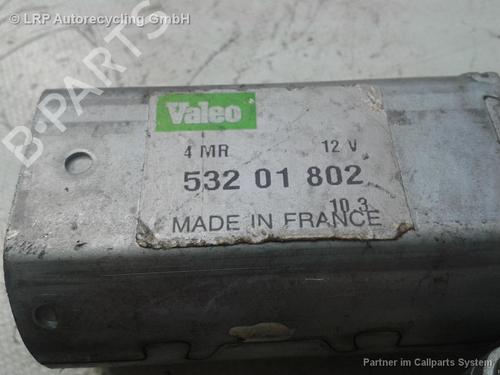 © LRP Autorecycling GmbH
B-PARTS
Valeo
4 MR 12 V
532 01 802
10 3
MADE IN FRANCE
Partner im Callparts System